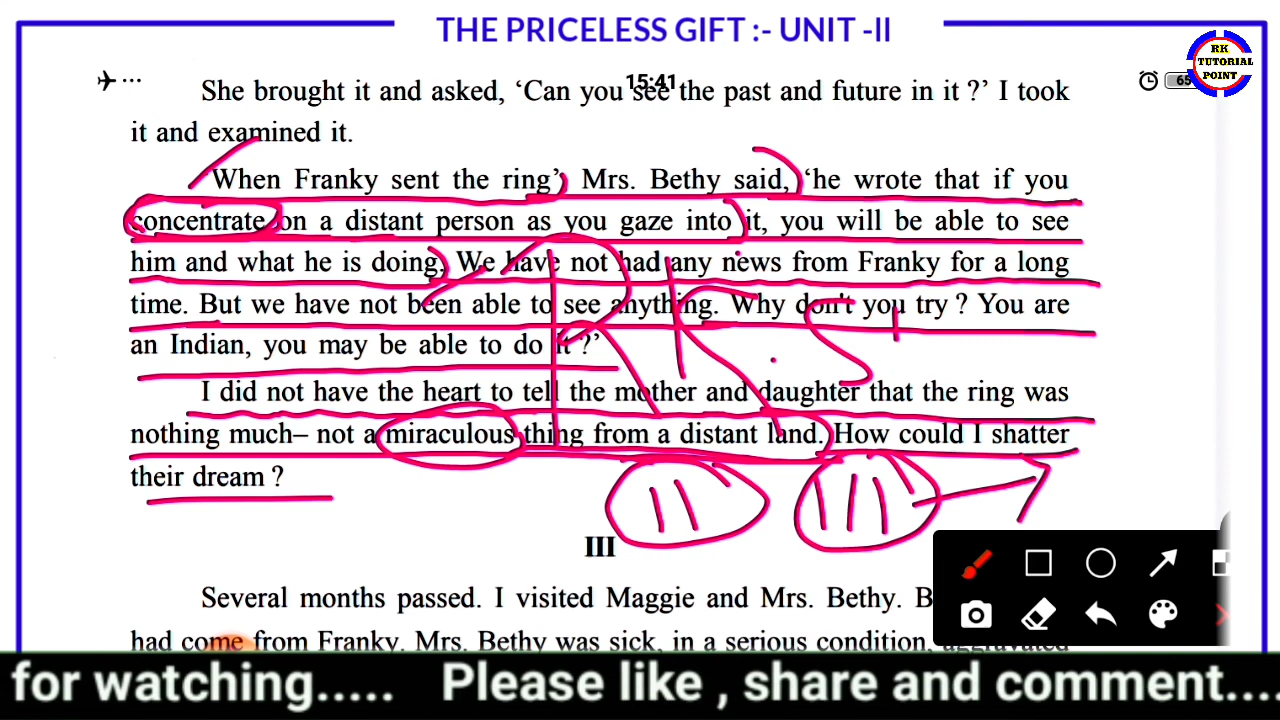 THE PRICELESS GIFT :- UNIT -II
RK
TUTORIAL
POINT
15:41
65
She brought it and asked, ‘Can you see the past and future in it ?’ I took
it and examined it.
When Franky sent the ring’, Mrs. Bethy said, ‘he wrote that if you
concentrate on a distant person as you gaze into it, you will be able to see
him and what he is doing. We have not had any news from Franky for a long
time. But we have not been able to see anything. Why don't you try ? You are
an Indian, you may be able to do it ?’
R.K.S
I did not have the heart to tell the mother and daughter that the ring was
nothing much– not a miraculous thing from a distant land. How could I shatter
their dream ?
II III
III
Several months passed. I visited Maggie and Mrs. Bethy. B
had come from Franky. Mrs. Bethy was sick, in a serious condition, aggravated
for watching..... Please like , share and comment....